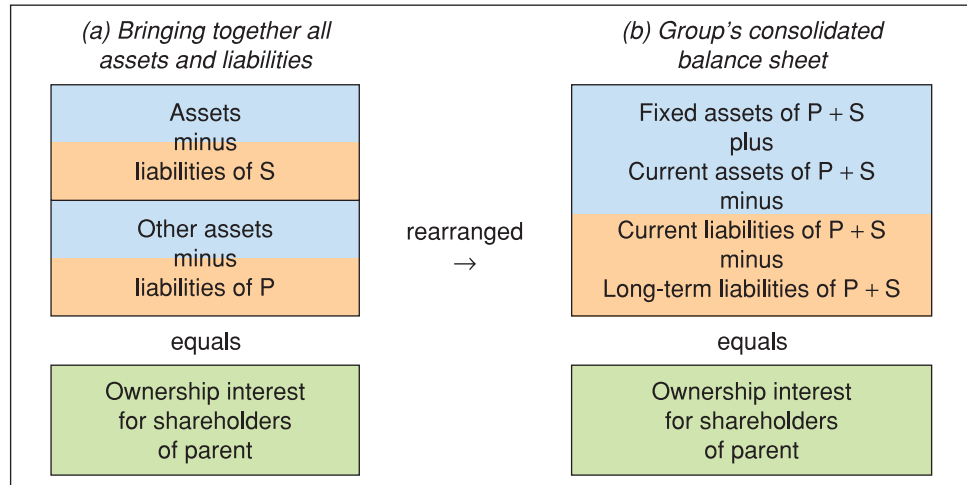 (a) Bringing together all
assets and liabilities
Assets
minus
liabilities of S
Other assets
minus
liabilities of P
equals
Ownership interest
for shareholders
of parent
rearranged
→
(b) Group's consolidated
balance sheet
Fixed assets of P + S
plus
Current assets of P + S
minus
Current liabilities of P + S
minus
Long-term liabilities of P + S
equals
Ownership interest
for shareholders
of parent